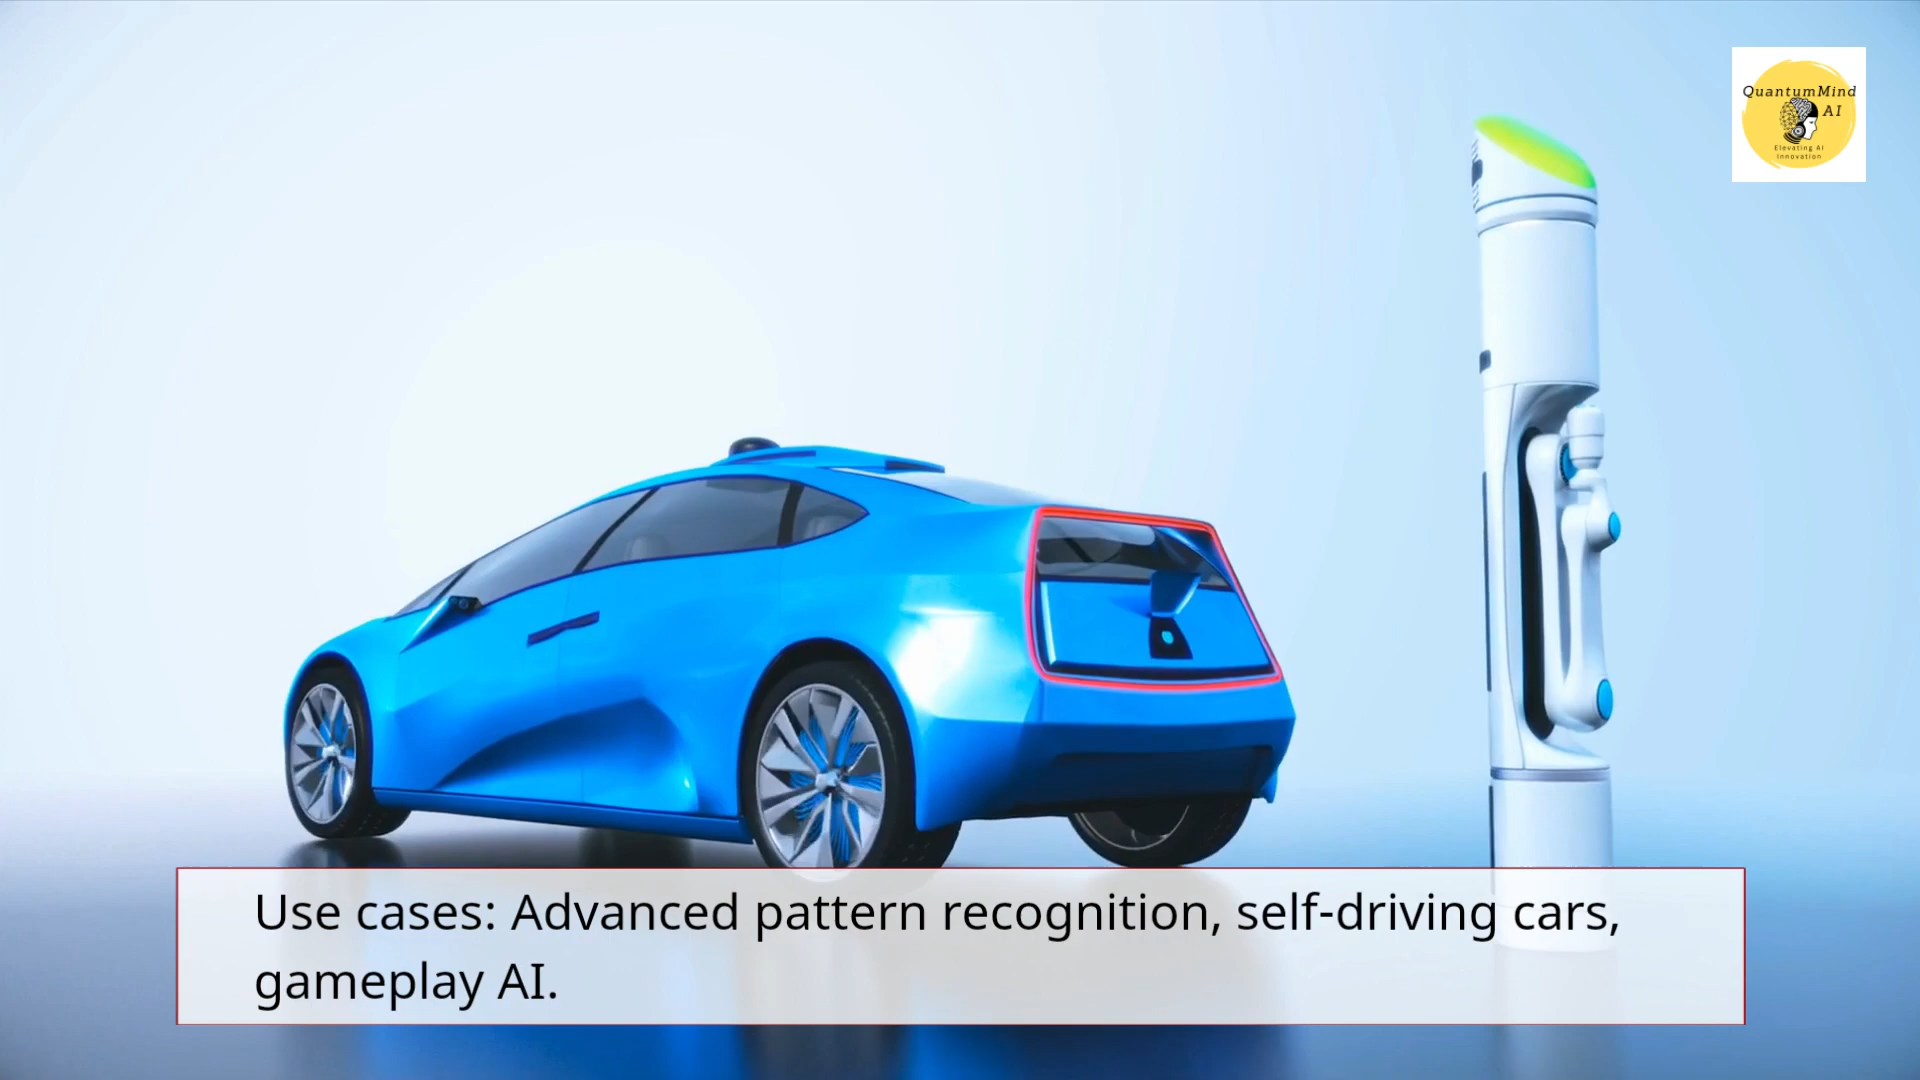 QuantumMind
AI
Elevating AI
Innovation
Use cases: Advanced pattern recognition, self-driving cars,
gameplay AI.